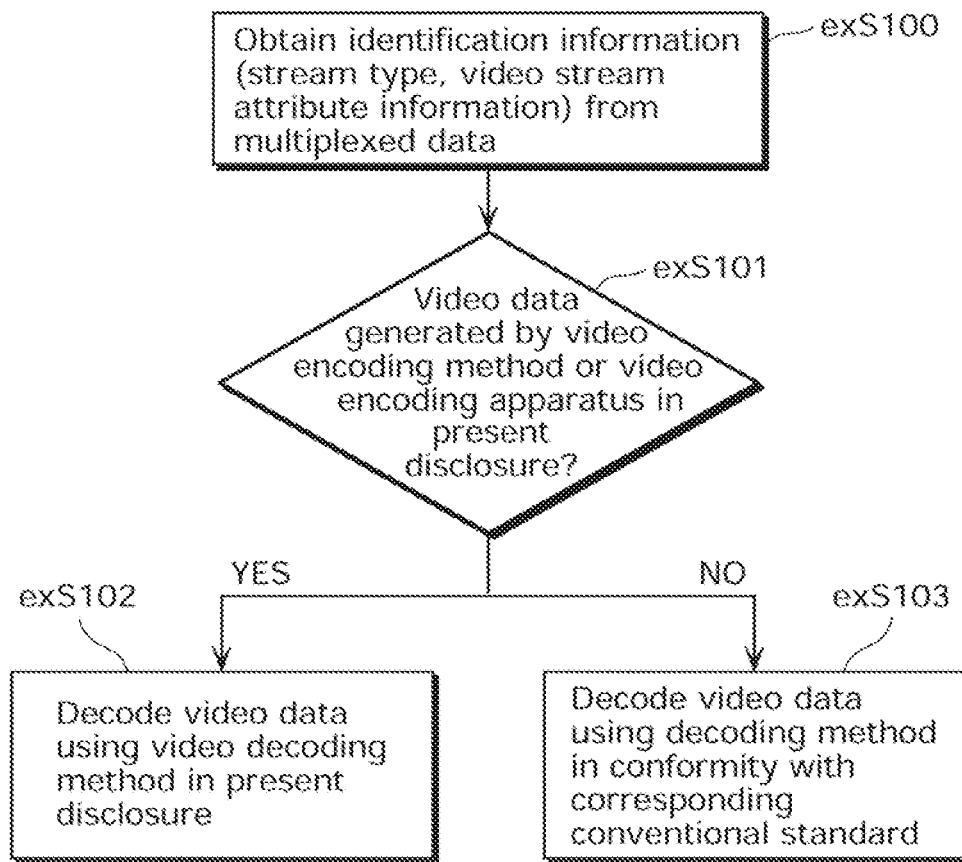 exS100
Obtain identification information
(stream type, video stream
attribute information) from
multiplexed data
exS101
Video data
generated by video
encoding method or video
encoding apparatus in
present
disclosure?
YES
NO
exS102
exS103
Decode video data
using video decoding
method in present
disclosure
Decode video data
using decoding method
in conformity with
corresponding
conventional standard